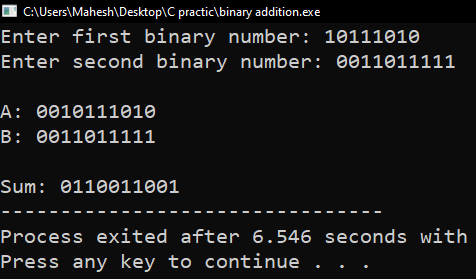 C:\Users\Mahesh\Desktop\C practic\binary addition.exe
Enter first binary number: 10111010
Enter second binary number: 0011011111
A: 0010111010
B: 0011011111
Sum: 0110011001
--------------------------------
Process exited after 6.546 seconds with
Press any key to continue . . .